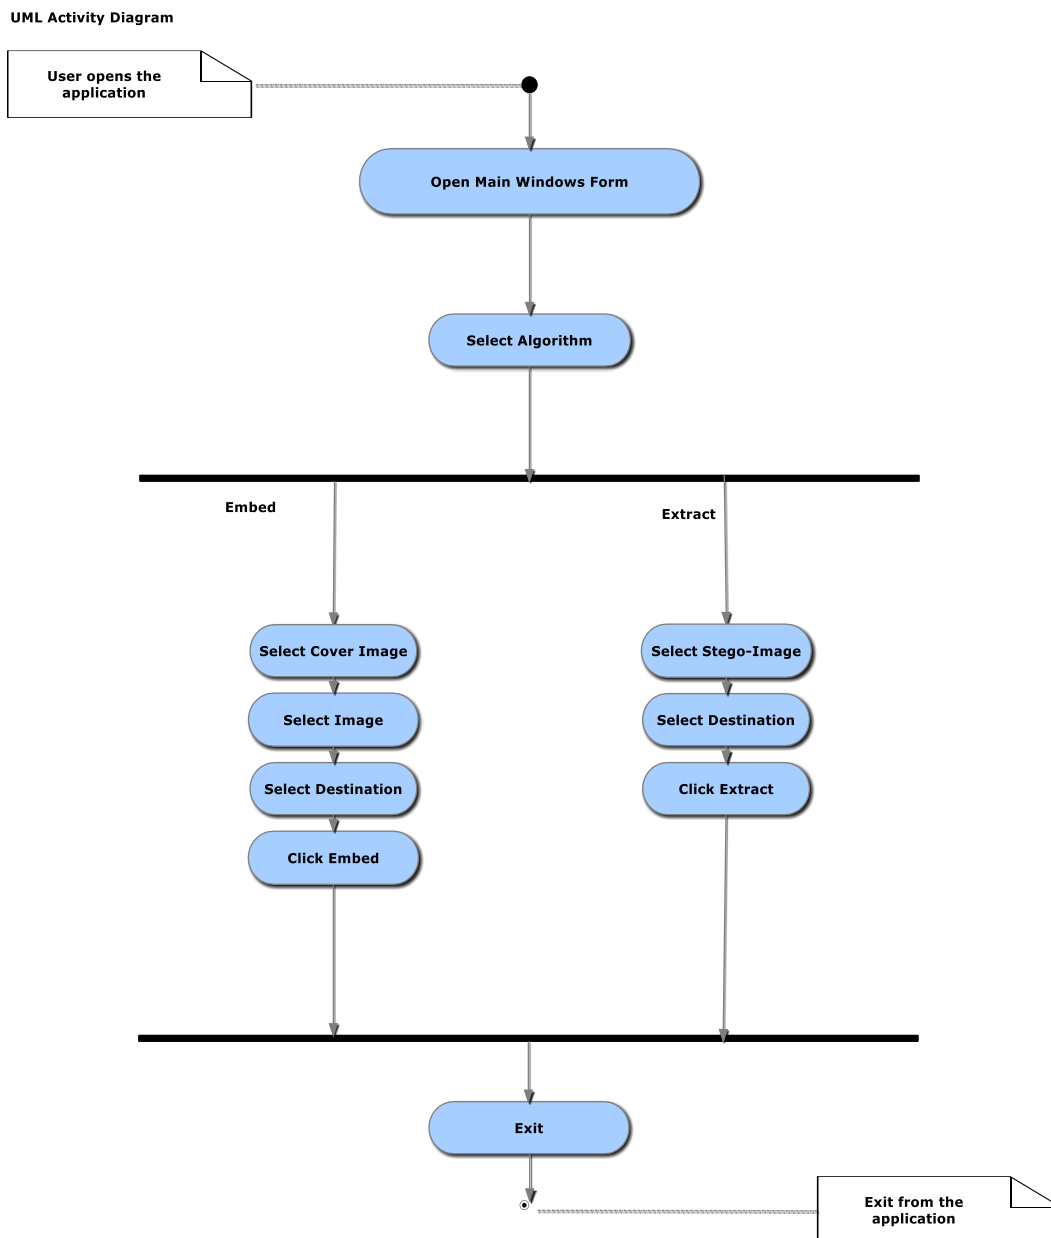 UML Activity Diagram
User opens the
application
Open Main Windows Form
Select Algorithm
Embed
Extract
Select Cover Image
Select Image
Select Destination
Click Embed
Select Stego-Image
Select Destination
Click Extract
Exit
Exit from the
application